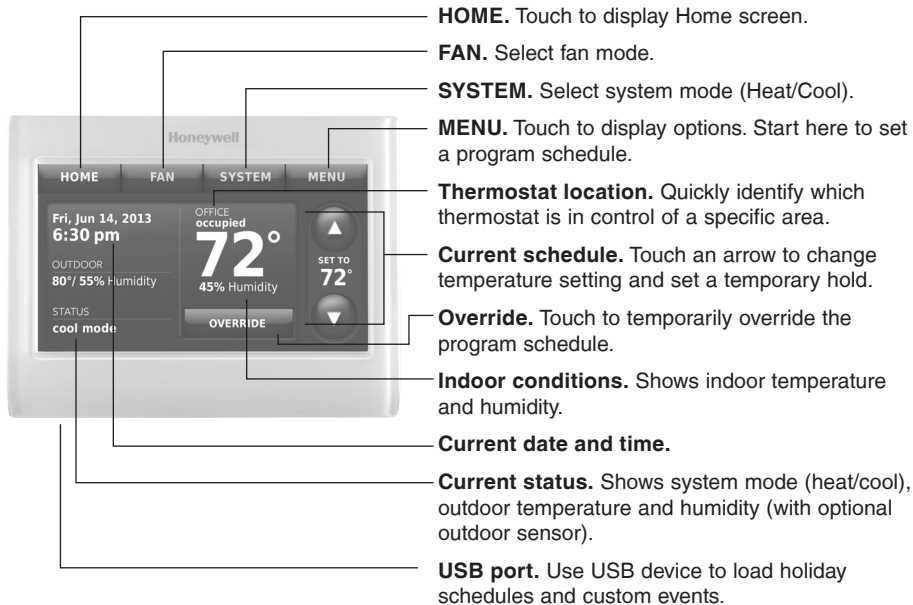 HOME. Touch to display Home screen.
FAN. Select fan mode.
SYSTEM. Select system mode (Heat/Cool).
MENU. Touch to display options. Start here to set
a program schedule.
Thermostat location. Quickly identify which
thermostat is in control of a specific area.
Current schedule. Touch an arrow to change
temperature setting and set a temporary hold.
Override. Touch to temporarily override the
program schedule.
Indoor conditions. Shows indoor temperature
and humidity.
Current date and time.
Current status. Shows system mode (heat/cool),
outdoor temperature and humidity (with optional
outdoor sensor).
USB port. Use USB device to load holiday
schedules and custom events.
Honeywell
HOME FAN SYSTEM MENU
Fri, Jun 14, 2013
6:30 pm
OUTDOOR
80°/ 55% Humidity
STATUS
cool mode
OFFICE
occupied
72°
45% Humidity
OVERRIDE
SET TO
72°